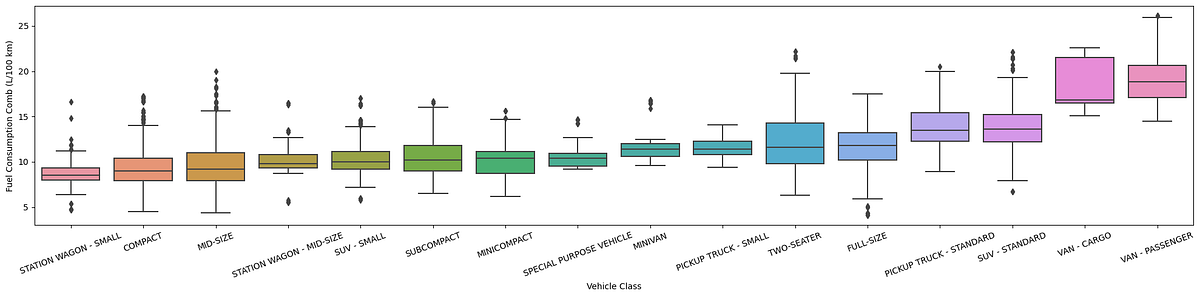 Fuel Consumption Comb (L/100 km)
25
20
15
10
5
STATION WAGON - SMALL
COMPACT
MID-SIZE
STATION WAGON - MID-SIZE
SUV - SMALL
SUBCOMPACT
MINICOMPACT
SPECIAL PURPOSE VEHICLE
MINIVAN
PICKUP TRUCK - SMALL
TWO-SEATER
FULL-SIZE
PICKUP TRUCK - STANDARD
SUV - STANDARD
VAN - CARGO
VAN - PASSENGER
Vehicle Class